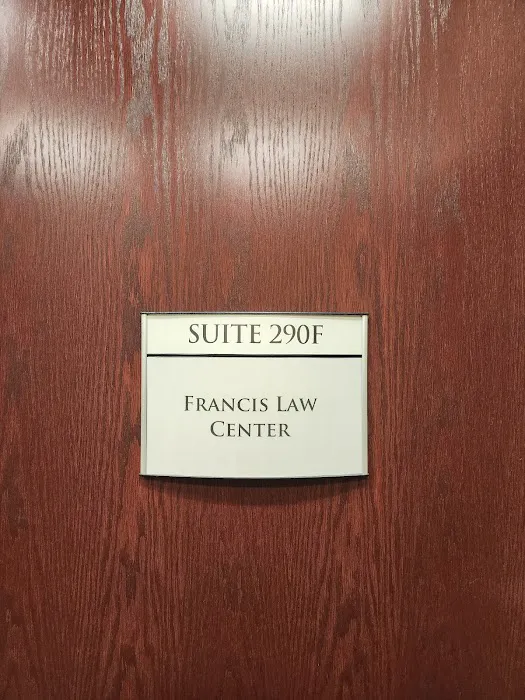 SUITE 290F
Francis Law
Center